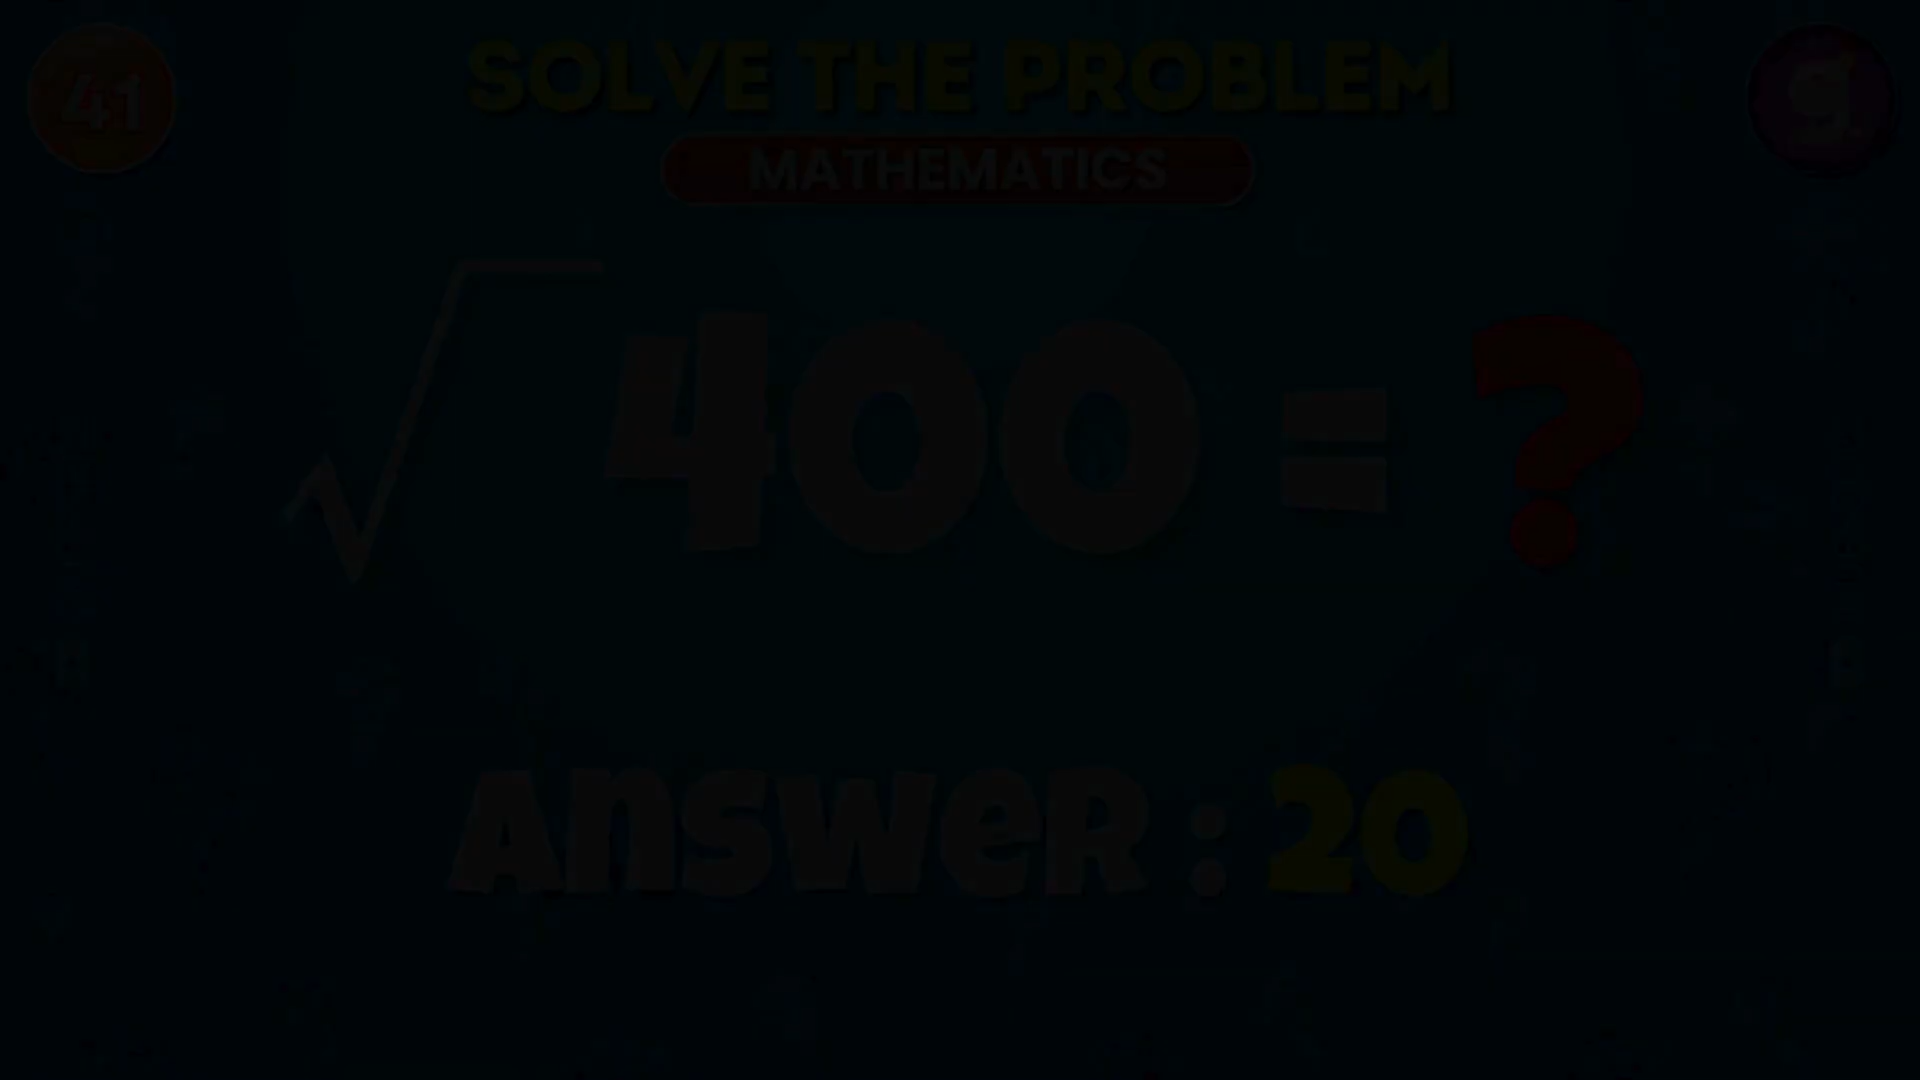 41
SOLVE THE PROBLEM
MATHEMATICS
√400 = ?
Answer : 20